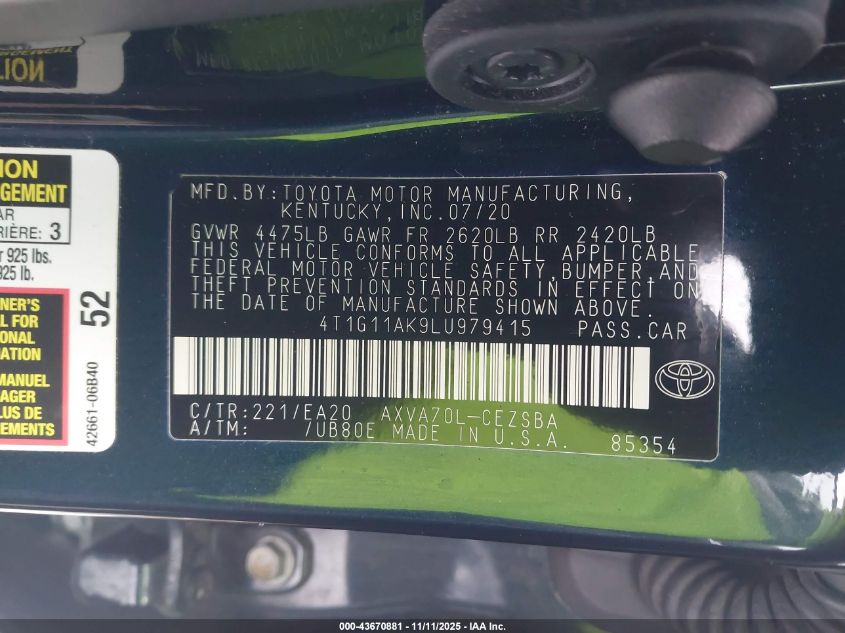 ION
GEMENT
AR
RIÈRE: 3
r 925 lbs.
925 lb.
NER'S
L FOR
ONAL
ATION
MANUEL
AIRE
US DE
EMENTS
52
42661-06B40
MFD.BY:TOYOTA MOTOR MANUFACTURING,
KENTUCKY,INC.07/20
GVWR 4475LB GAWR FR 2620LB RR 2420LB
THIS VEHICLE CONFORMS TO ALL APPLICABLE
FEDERAL MOTOR VEHICLE SAFETY,BUMPER,AND
THEFT PREVENTION STANDARDS IN EFFECT ON
THE DATE OF MANUFACTURE SHOWN ABOVE.
4T1G11AK9LU979415 PASS.CAR
C/TR:221/EA20 AXVA70L-CEZSBA
A/TM: 7UB80E MADE IN U.S.A. 85354
000-43670881 - 11/11/2025 - IAA Inc.